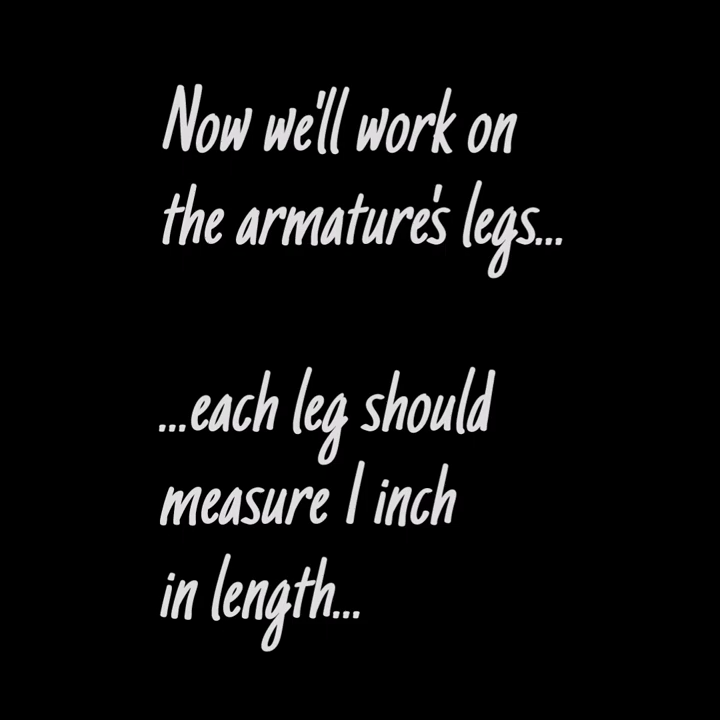 Now we'll work on
the armature's legs...
...each leg should
measure 1 inch
in length...